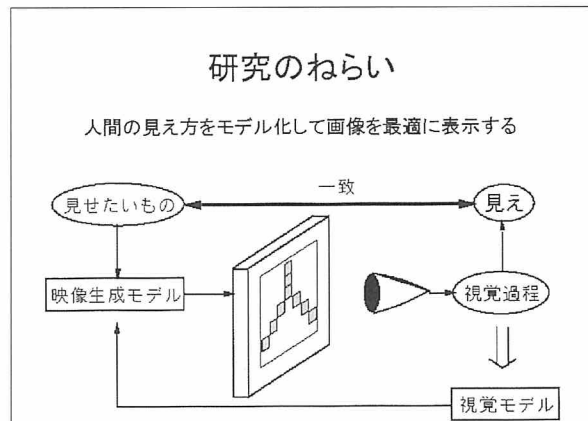 研究のねらい
人間の見え方をモデル化して画像を最適に表示する
一致
見せたいもの
見え
映像生成モデル
視覚過程
視覚モデル